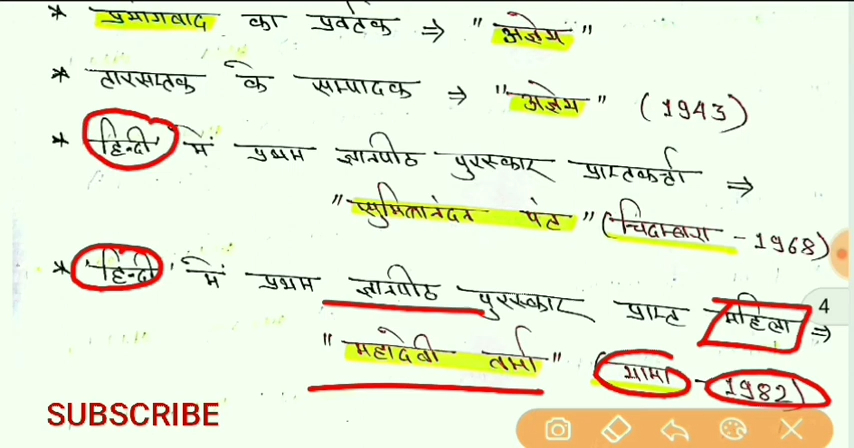 * प्रयोगवाद का प्रवर्तक ⇒ "अज्ञेय"
* तारसप्तक के सम्पादक ⇒ "अज्ञेय" (1943)
* हिन्दी में प्रथम ज्ञानपीठ पुरस्कार प्राप्तकर्ता ⇒
"सुमित्रानंदन पंत" (चिदम्बरा - 1968)
* 'हिन्दी' में प्रथम ज्ञानपीठ पुरस्कार प्राप्त महिला ⇒
"महादेवी वर्मा" (यामा - 1982)
4
SUBSCRIBE